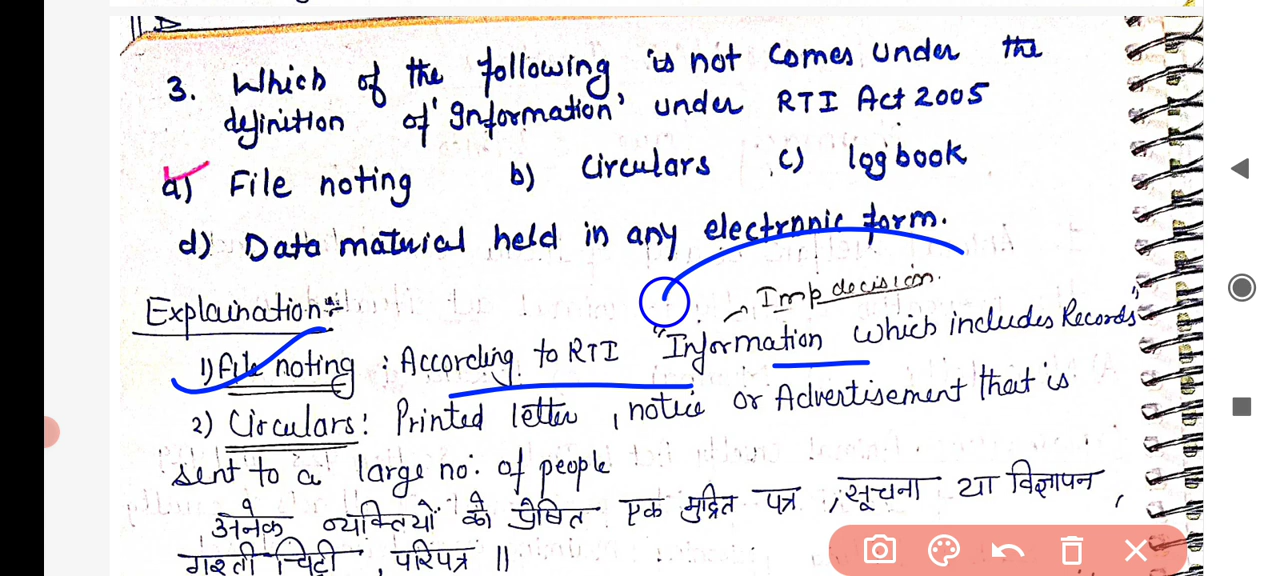 3. Which of the following is not comes under the
definition of 'Information' under RTI Act 2005
a) File noting b) Circulars c) logbook
d) Data matuial held in any electronic form.
Explaination:-
Imp decision.
1) File noting : According to RTI "Information which includes Records"
2) Circulars: Printed letter, notice or Advertisement that is
sent to a large no. of people
अनेक व्यक्तियों को प्रेषित एक मुद्रित पत्र, सूचना या विज्ञापन,
गश्ती चिट्ठी, परिपत्र ||